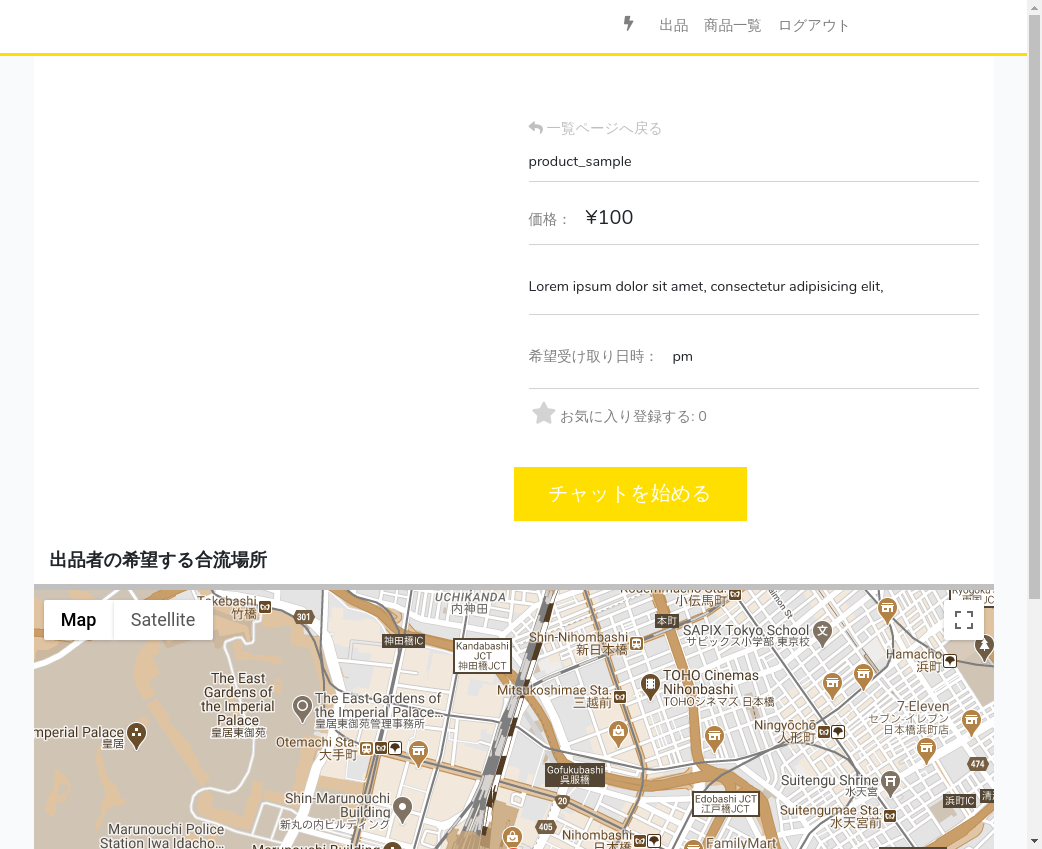 出品 商品一覧 ログアウト
一覧ページへ戻る
product_sample
価格： ¥100
Lorem ipsum dolor sit amet, consectetur adipisicing elit,
希望受け取り日時： pm
お気に入り登録する: 0
チャットを始める
出品者の希望する合流場所
Map Satellite
Takebashi
竹橋
301
UCHIKANDA
内神田
Kodemmacho Sta.
小伝馬町
本町
神田橋IC
Kandabashi
JCT
神田橋JCT
Shin-Nihombashi
新日本橋
SAPIX Tokyo School
サピックス小学部 東京校
Hamacho
浜町
The East
Gardens of
the Imperial
Palace
皇居東御苑
The East Gardens of
the Imperial Palace...
皇居東御苑管理事務所
Mitsukoshimae Sta.
三越前
TOHO Cinemas
Nihonbashi
TOHOシネマズ 日本橋
7-Eleven
セブン-イレブン
日本橋浜町店
mperial Palace
皇居
Otemachi Sta.
大手町
Ningyōchō
人形町
474
Gofukubashi
呉服橋
Suitengu Shrine
水天宮
Shin-Marunouchi
Building
新丸の内ビルディング
20
Edobashi JCT
江戸橋JCT
浜町IC
Suitengumae Sta.
水天宮前
Marunouchi Police
Station Iwa Idacho...
405
Nihombashi
日本橋
FamilyMart
Marunouchi Building